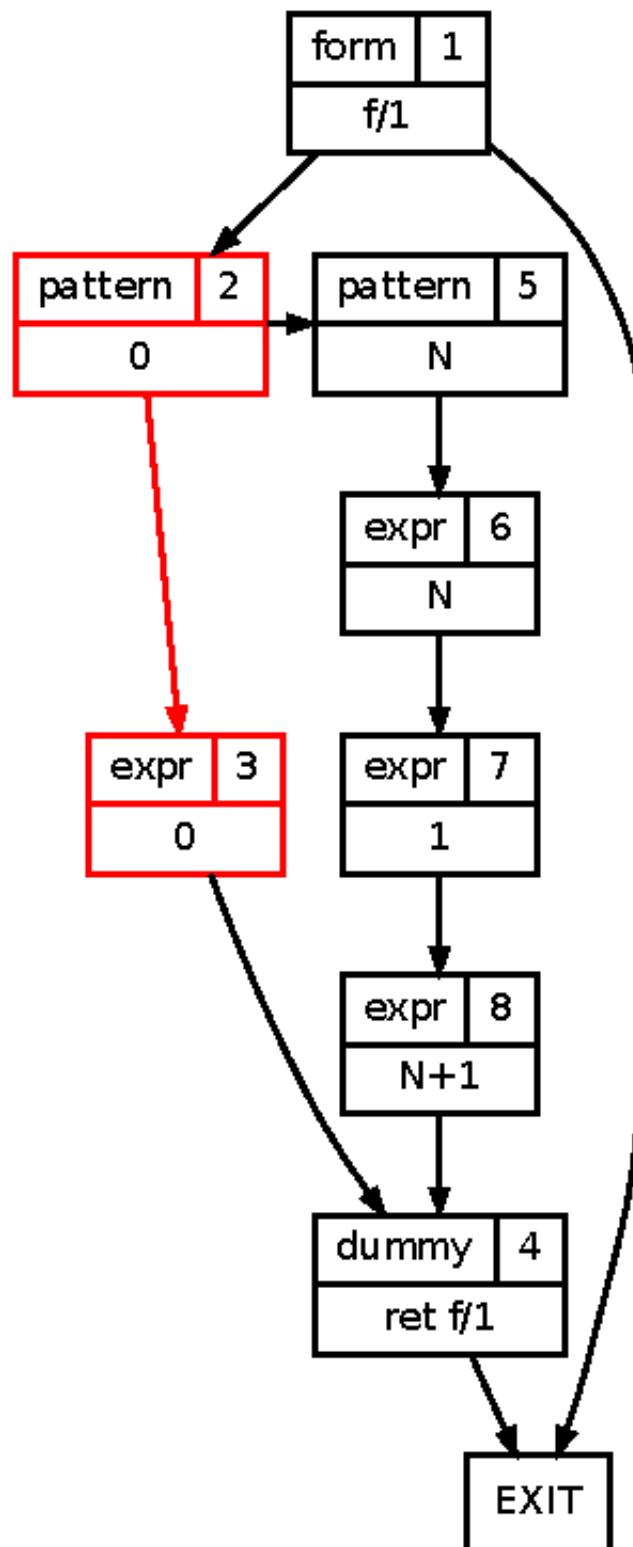 form 1
f/1
pattern 2
0
pattern 5
N
expr 6
N
expr 3
0
expr 7
1
expr 8
N+1
dummy 4
ret f/1
EXIT